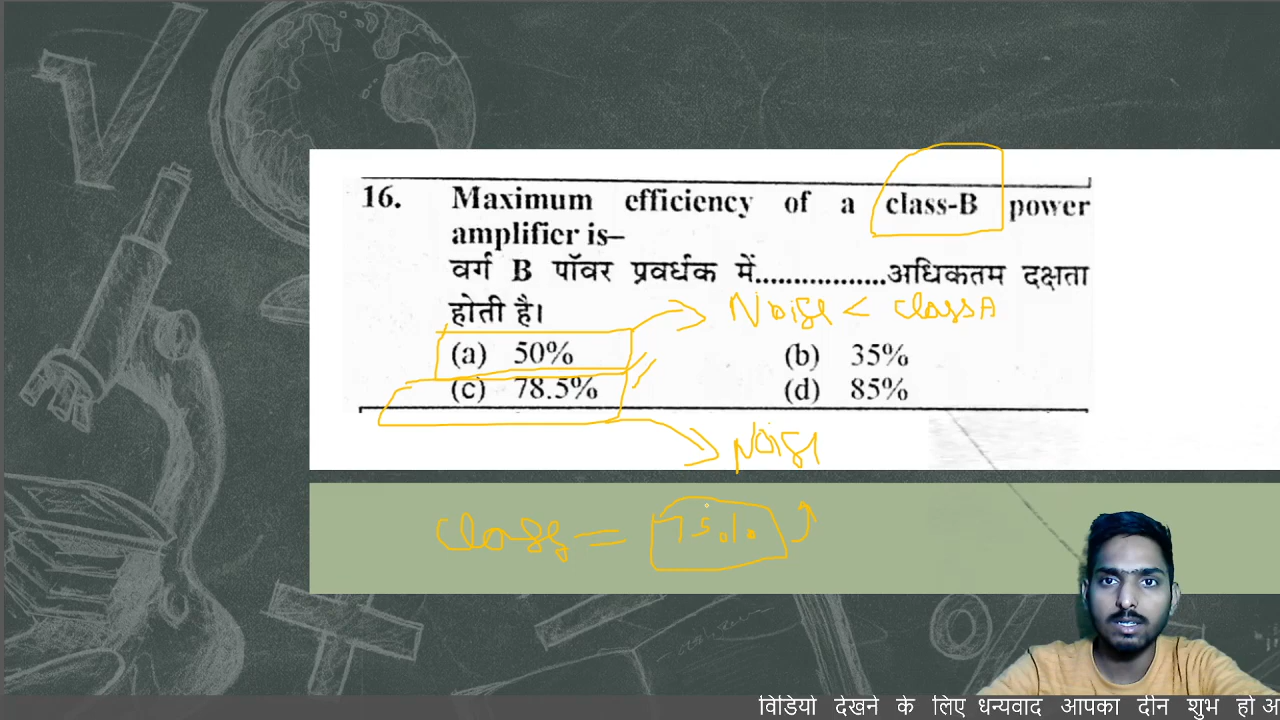 16. Maximum efficiency of a class-B power
amplifier is–
वर्ग B पॉवर प्रवर्धक में.................अधिकतम दक्षता
होती है।
Noise < class A
(a) 50% (b) 35%
(c) 78.5% (d) 85%
Noise
class = 75%
विडियो देखने के लिए धन्यवाद आपका दीन शुभ हो अ